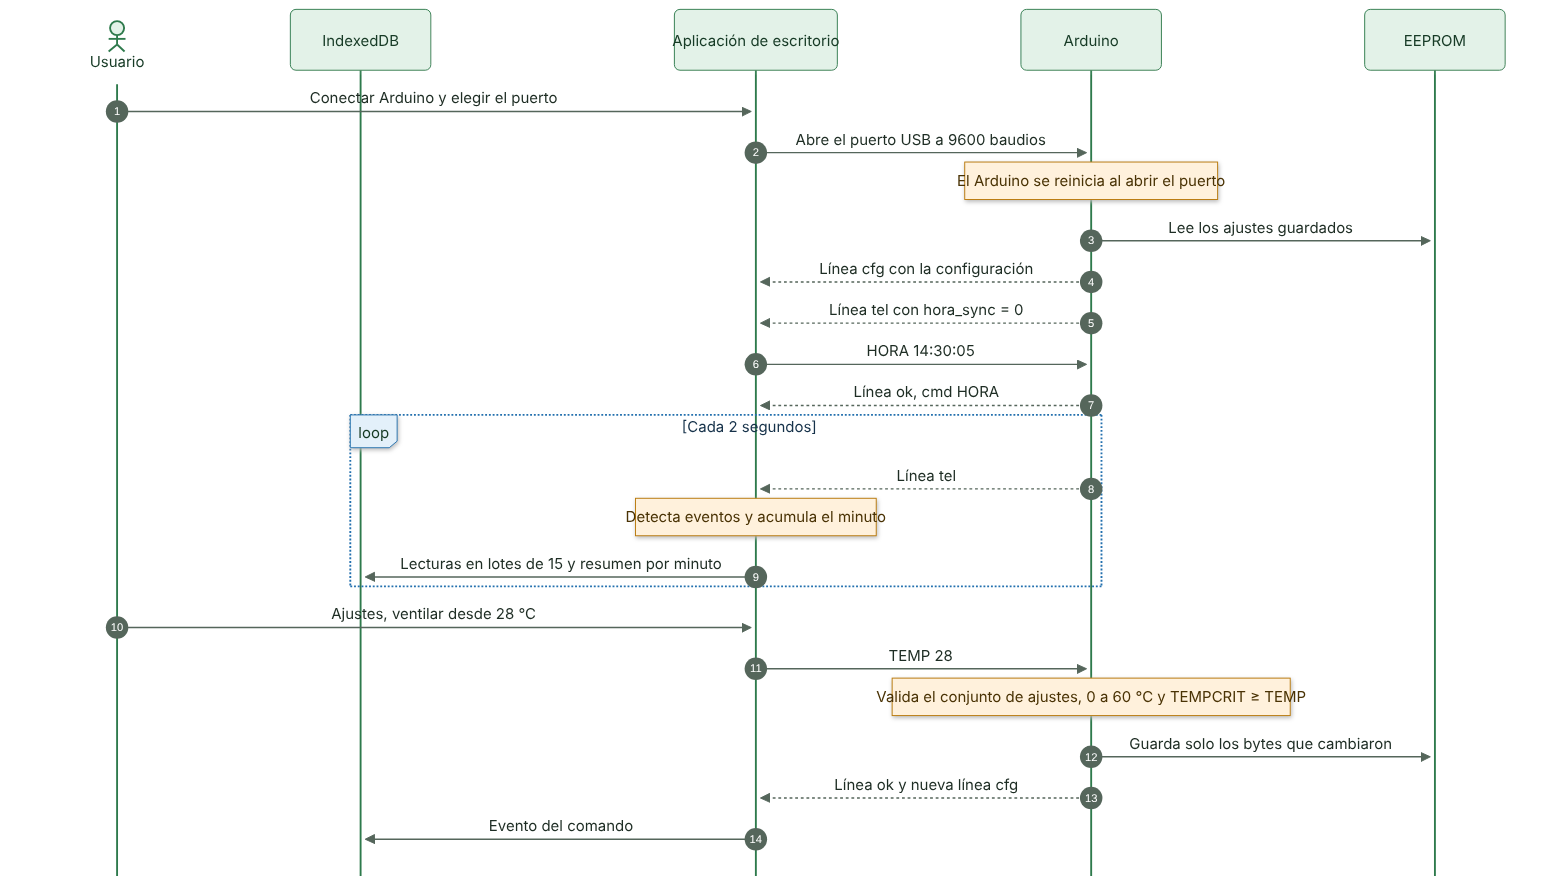 Usuario
IndexedDB
Aplicación de escritorio
Arduino
EEPROM
Conectar Arduino y elegir el puerto
1
Abre el puerto USB a 9600 baudios
2
El Arduino se reinicia al abrir el puerto
Lee los ajustes guardados
3
Línea cfg con la configuración
4
Línea tel con hora_sync = 0
5
HORA 14:30:05
6
Línea ok, cmd HORA
7
loop
[Cada 2 segundos]
Línea tel
8
Detecta eventos y acumula el minuto
Lecturas en lotes de 15 y resumen por minuto
9
Ajustes, ventilar desde 28 °C
10
TEMP 28
11
Valida el conjunto de ajustes, 0 a 60 °C y TEMPCRIT ≥ TEMP
Guarda solo los bytes que cambiaron
12
Línea ok y nueva línea cfg
13
Evento del comando
14